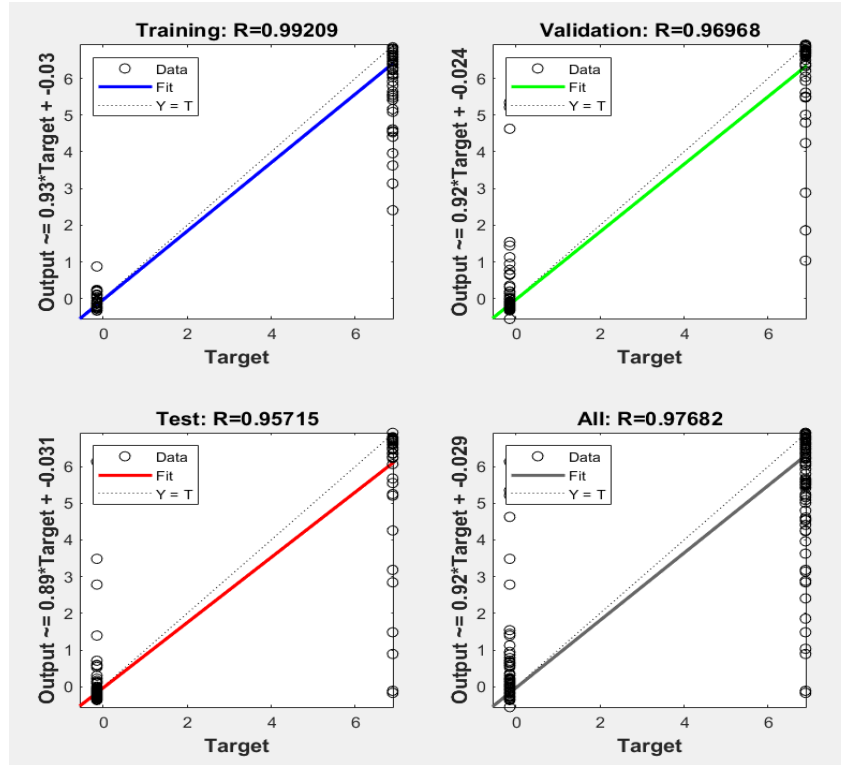 Training: R=0.99209
Output ~= 0.93*Target + -0.03
6
5
4
3
2
1
0
Data
Fit
Y = T
0 2 4 6
Target
Validation: R=0.96968
Output ~= 0.92*Target + -0.024
6
5
4
3
2
1
0
Data
Fit
Y = T
0 2 4 6
Target
Test: R=0.95715
Output ~= 0.89*Target + -0.031
6
5
4
3
2
1
0
Data
Fit
Y = T
0 2 4 6
Target
All: R=0.97682
Output ~= 0.92*Target + -0.029
6
5
4
3
2
1
0
Data
Fit
Y = T
0 2 4 6
Target